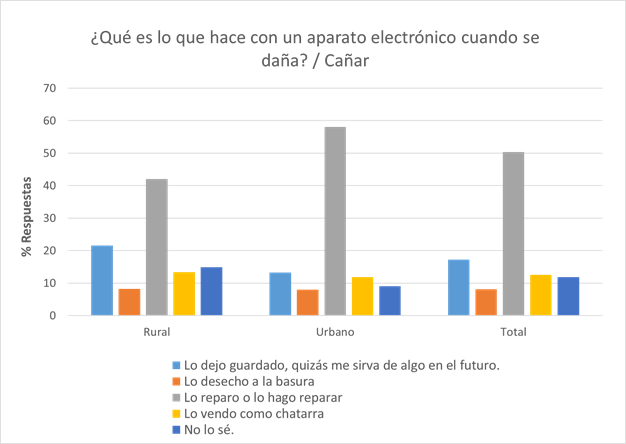 ¿Qué es lo que hace con un aparato electrónico cuando se
daña? / Cañar
70
60
50
40
30
20
10
0
% Respuestas
Rural
Urbano
Total
Lo dejo guardado, quizás me sirva de algo en el futuro.
Lo desecho a la basura
Lo reparo o lo hago reparar
Lo vendo como chatarra
No lo sé.